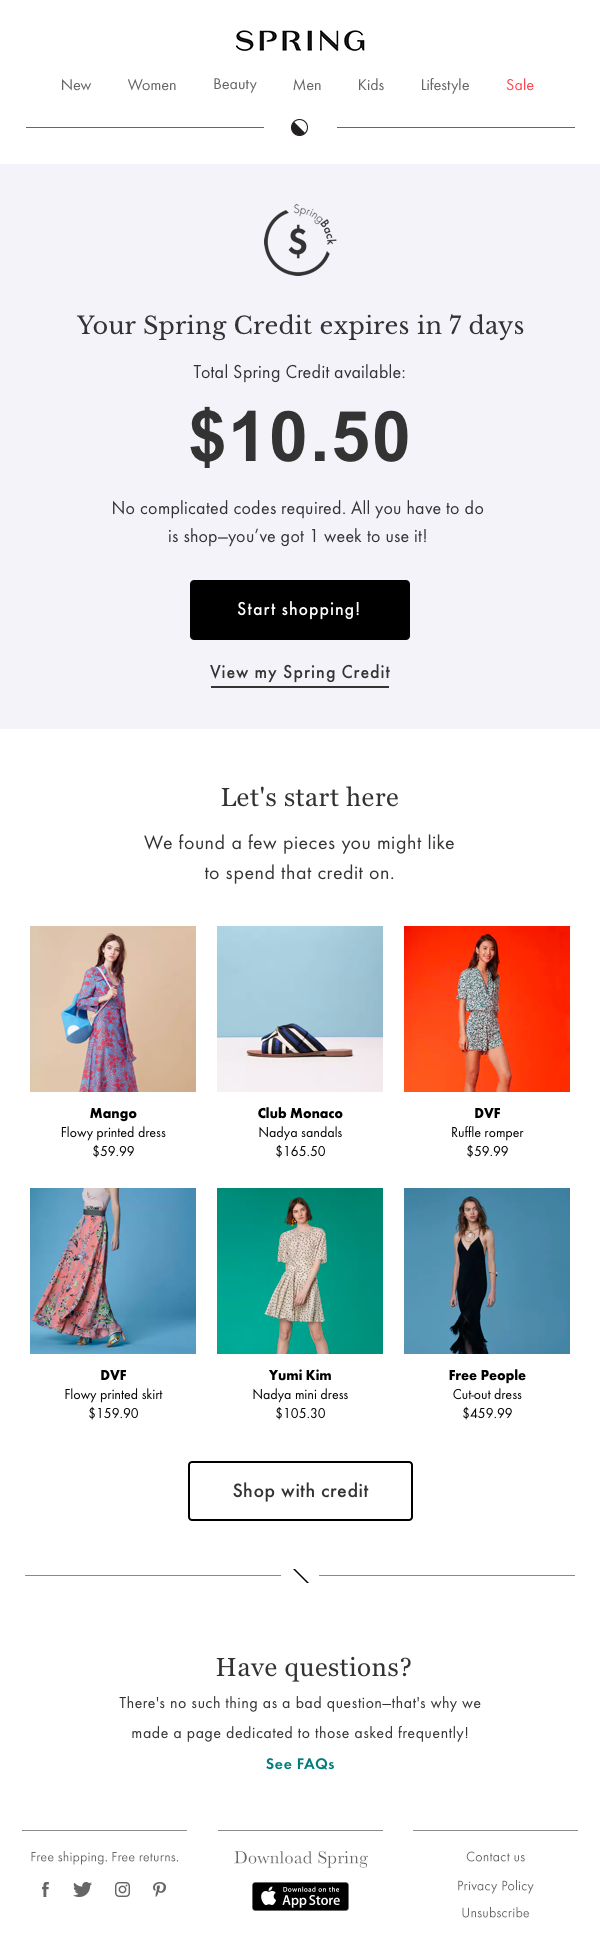 SPRING
New Women Beauty Men Kids Lifestyle Sale
SpringBack
$
Your Spring Credit expires in 7 days
Total Spring Credit available:
$10.50
No complicated codes required. All you have to do
is shop—you’ve got 1 week to use it!
Start shopping!
View my Spring Credit
Let's start here
We found a few pieces you might like
to spend that credit on.
Mango Club Monaco DVF
Flowy printed dress Nadya sandals Ruffle romper
$59.99 $165.50 $59.99
DVF Yumi Kim Free People
Flowy printed skirt Nadya mini dress Cut-out dress
$159.90 $105.30 $459.99
Shop with credit
Have questions?
There's no such thing as a bad question—that's why we
made a page dedicated to those asked frequently!
See FAQs
Free shipping. Free returns.
Download Spring
Download on the
App Store
Contact us
Privacy Policy
Unsubscribe